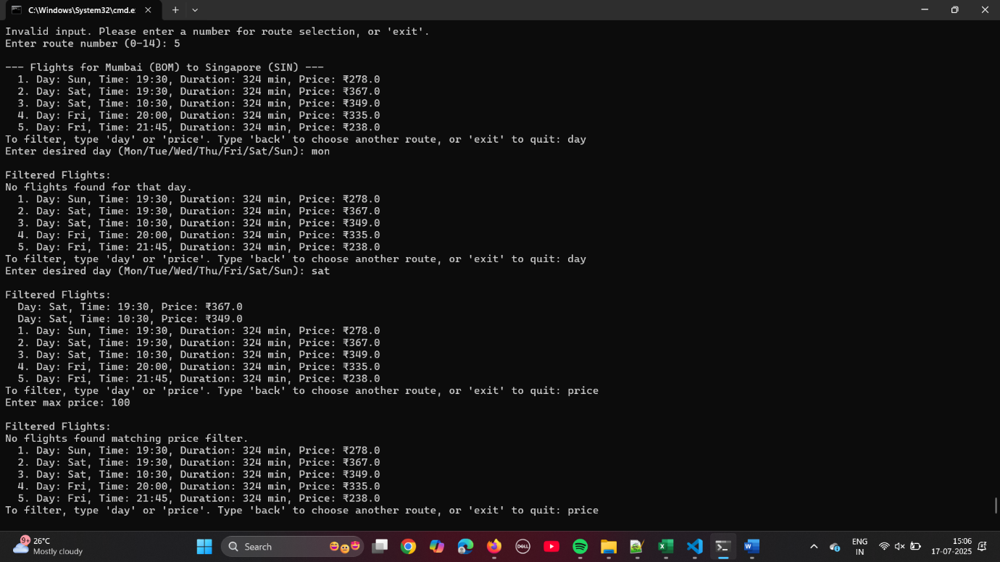 C:\Windows\System32\cmd.e:
Invalid input. Please enter a number for route selection, or 'exit'.
Enter route number (0-14): 5
--- Flights for Mumbai (BOM) to Singapore (SIN) ---
1. Day: Sun, Time: 19:30, Duration: 324 min, Price: ₹278.0
2. Day: Sat, Time: 19:30, Duration: 324 min, Price: ₹367.0
3. Day: Sat, Time: 10:30, Duration: 324 min, Price: ₹349.0
4. Day: Fri, Time: 20:00, Duration: 324 min, Price: ₹335.0
5. Day: Fri, Time: 21:45, Duration: 324 min, Price: ₹238.0
To filter, type 'day' or 'price'. Type 'back' to choose another route, or 'exit' to quit: day
Enter desired day (Mon/Tue/Wed/Thu/Fri/Sat/Sun): mon
Filtered Flights:
No flights found for that day.
1. Day: Sun, Time: 19:30, Duration: 324 min, Price: ₹278.0
2. Day: Sat, Time: 19:30, Duration: 324 min, Price: ₹367.0
3. Day: Sat, Time: 10:30, Duration: 324 min, Price: ₹349.0
4. Day: Fri, Time: 20:00, Duration: 324 min, Price: ₹335.0
5. Day: Fri, Time: 21:45, Duration: 324 min, Price: ₹238.0
To filter, type 'day' or 'price'. Type 'back' to choose another route, or 'exit' to quit: day
Enter desired day (Mon/Tue/Wed/Thu/Fri/Sat/Sun): sat
Filtered Flights:
Day: Sat, Time: 19:30, Price: ₹367.0
Day: Sat, Time: 10:30, Price: ₹349.0
1. Day: Sun, Time: 19:30, Duration: 324 min, Price: ₹278.0
2. Day: Sat, Time: 19:30, Duration: 324 min, Price: ₹367.0
3. Day: Sat, Time: 10:30, Duration: 324 min, Price: ₹349.0
4. Day: Fri, Time: 20:00, Duration: 324 min, Price: ₹335.0
5. Day: Fri, Time: 21:45, Duration: 324 min, Price: ₹238.0
To filter, type 'day' or 'price'. Type 'back' to choose another route, or 'exit' to quit: price
Enter max price: 100
Filtered Flights:
No flights found matching price filter.
1. Day: Sun, Time: 19:30, Duration: 324 min, Price: ₹278.0
2. Day: Sat, Time: 19:30, Duration: 324 min, Price: ₹367.0
3. Day: Sat, Time: 10:30, Duration: 324 min, Price: ₹349.0
4. Day: Fri, Time: 20:00, Duration: 324 min, Price: ₹335.0
5. Day: Fri, Time: 21:45, Duration: 324 min, Price: ₹238.0
To filter, type 'day' or 'price'. Type 'back' to choose another route, or 'exit' to quit: price
9+
26°C
Mostly cloudy
Search
DELL
ENG
IN
15:06
17-07-2025